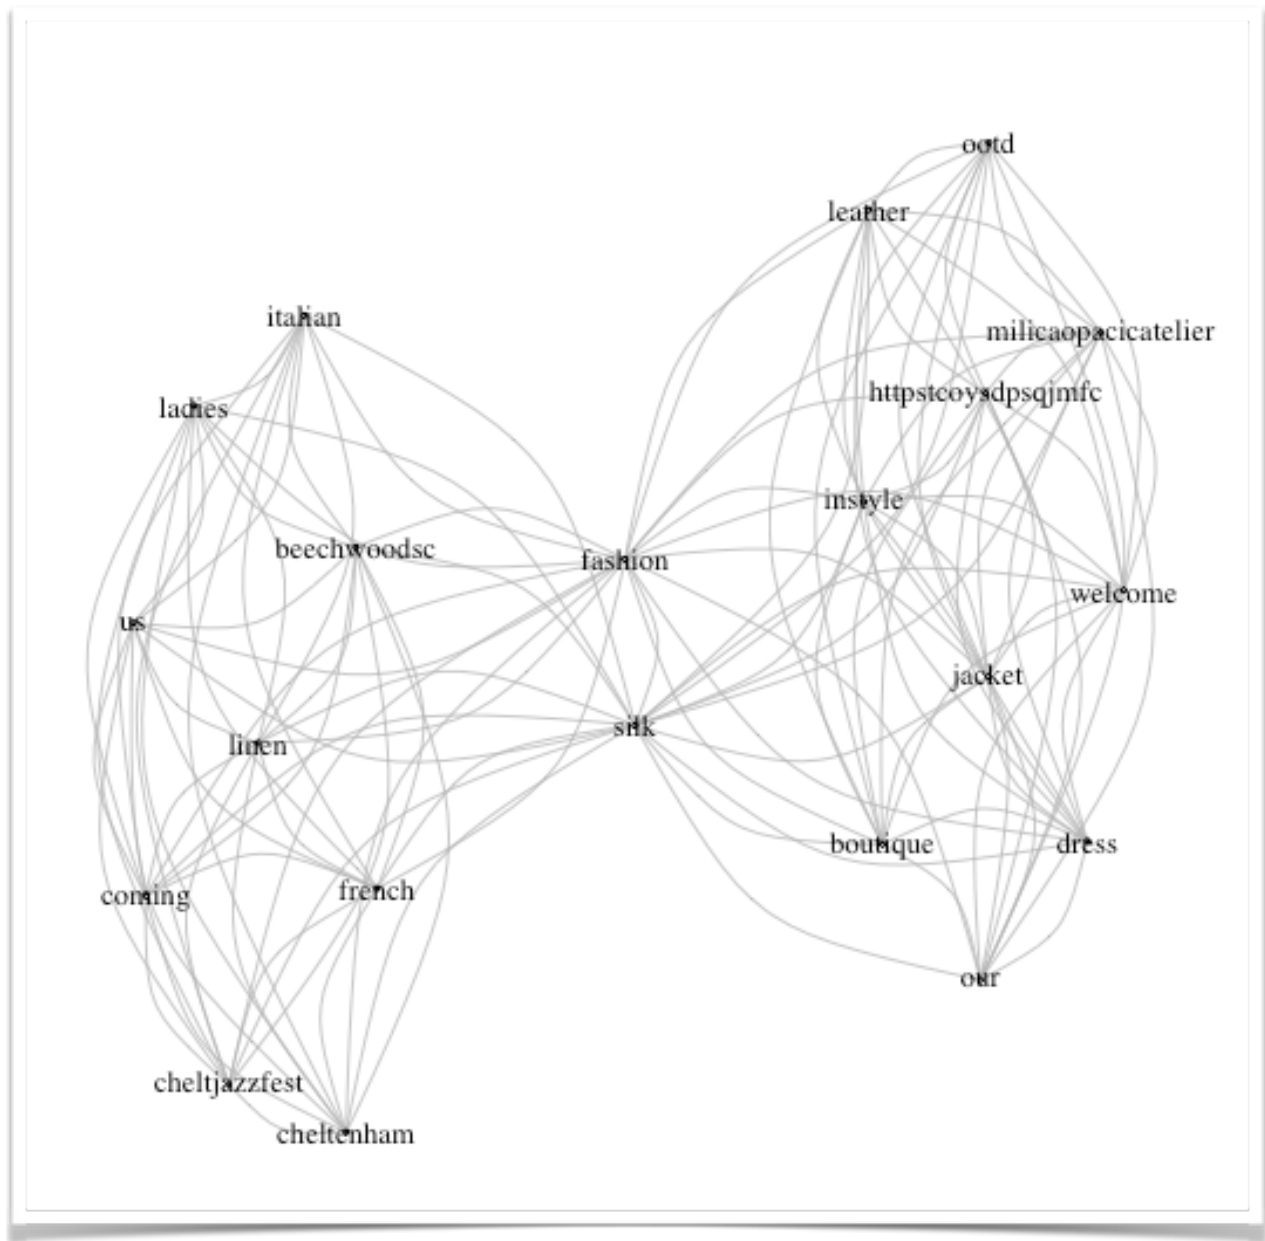 ootd
leather
italian
milicaopacicatelier
httpstcoysdpsqjmfc
ladies
instyle
beechwoodsc
fashion
welcome
us
jacket
silk
linen
boutique
dress
french
coming
our
cheltjazzfest
cheltenham